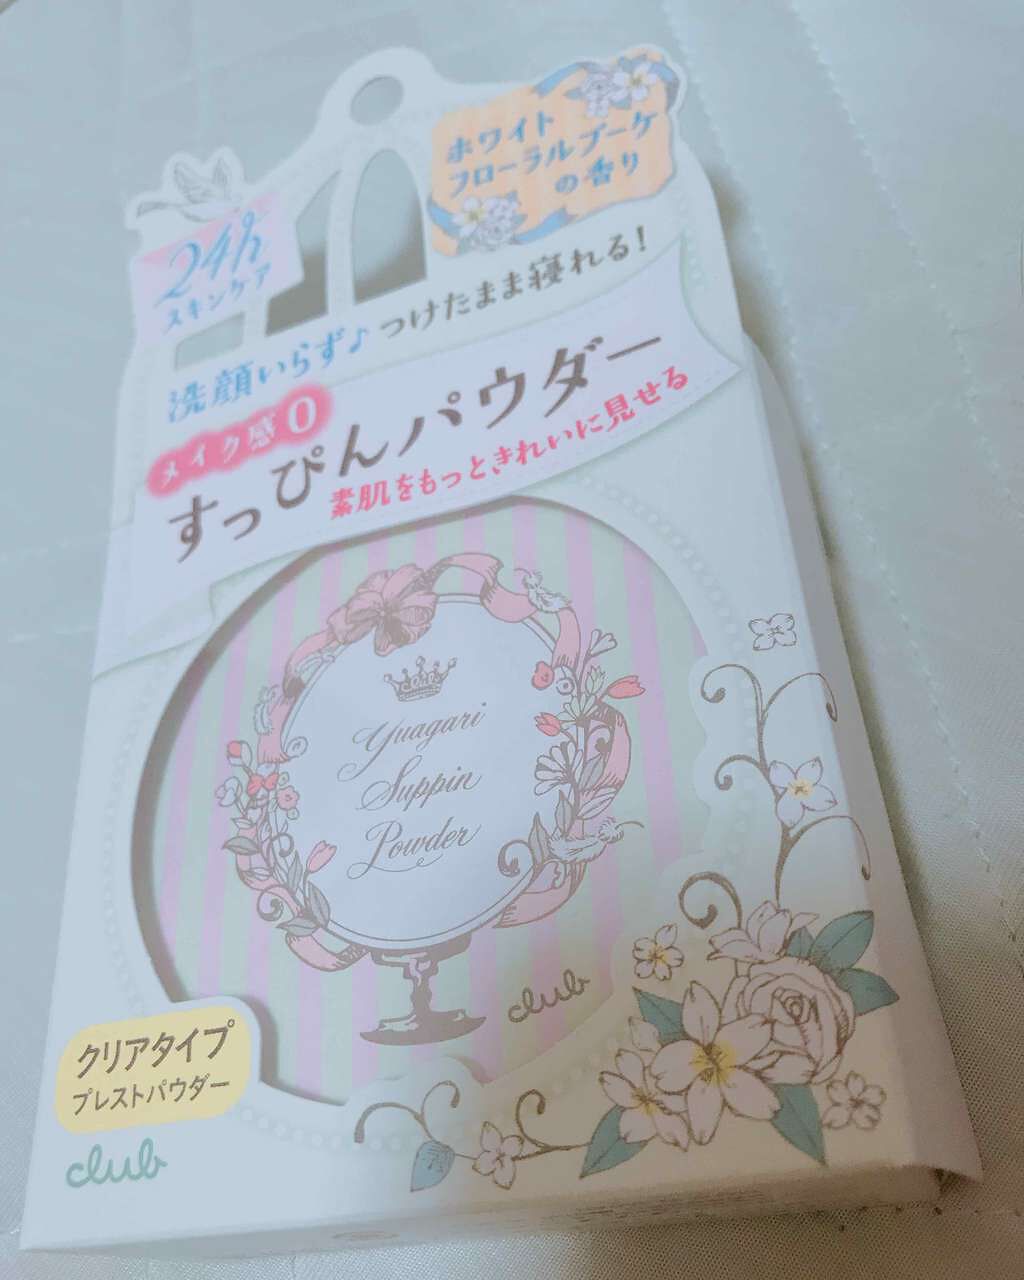 ホワイト
フローラルブーケ
の香り
24h
スキンケア
洗顔いらず♪つけたまま寝れる!
メイク感0
すっぴんパウダー
素肌をもっときれいに見せる
Yuagari
Suppin
Powder
club
クリアタイプ
プレストパウダー
club